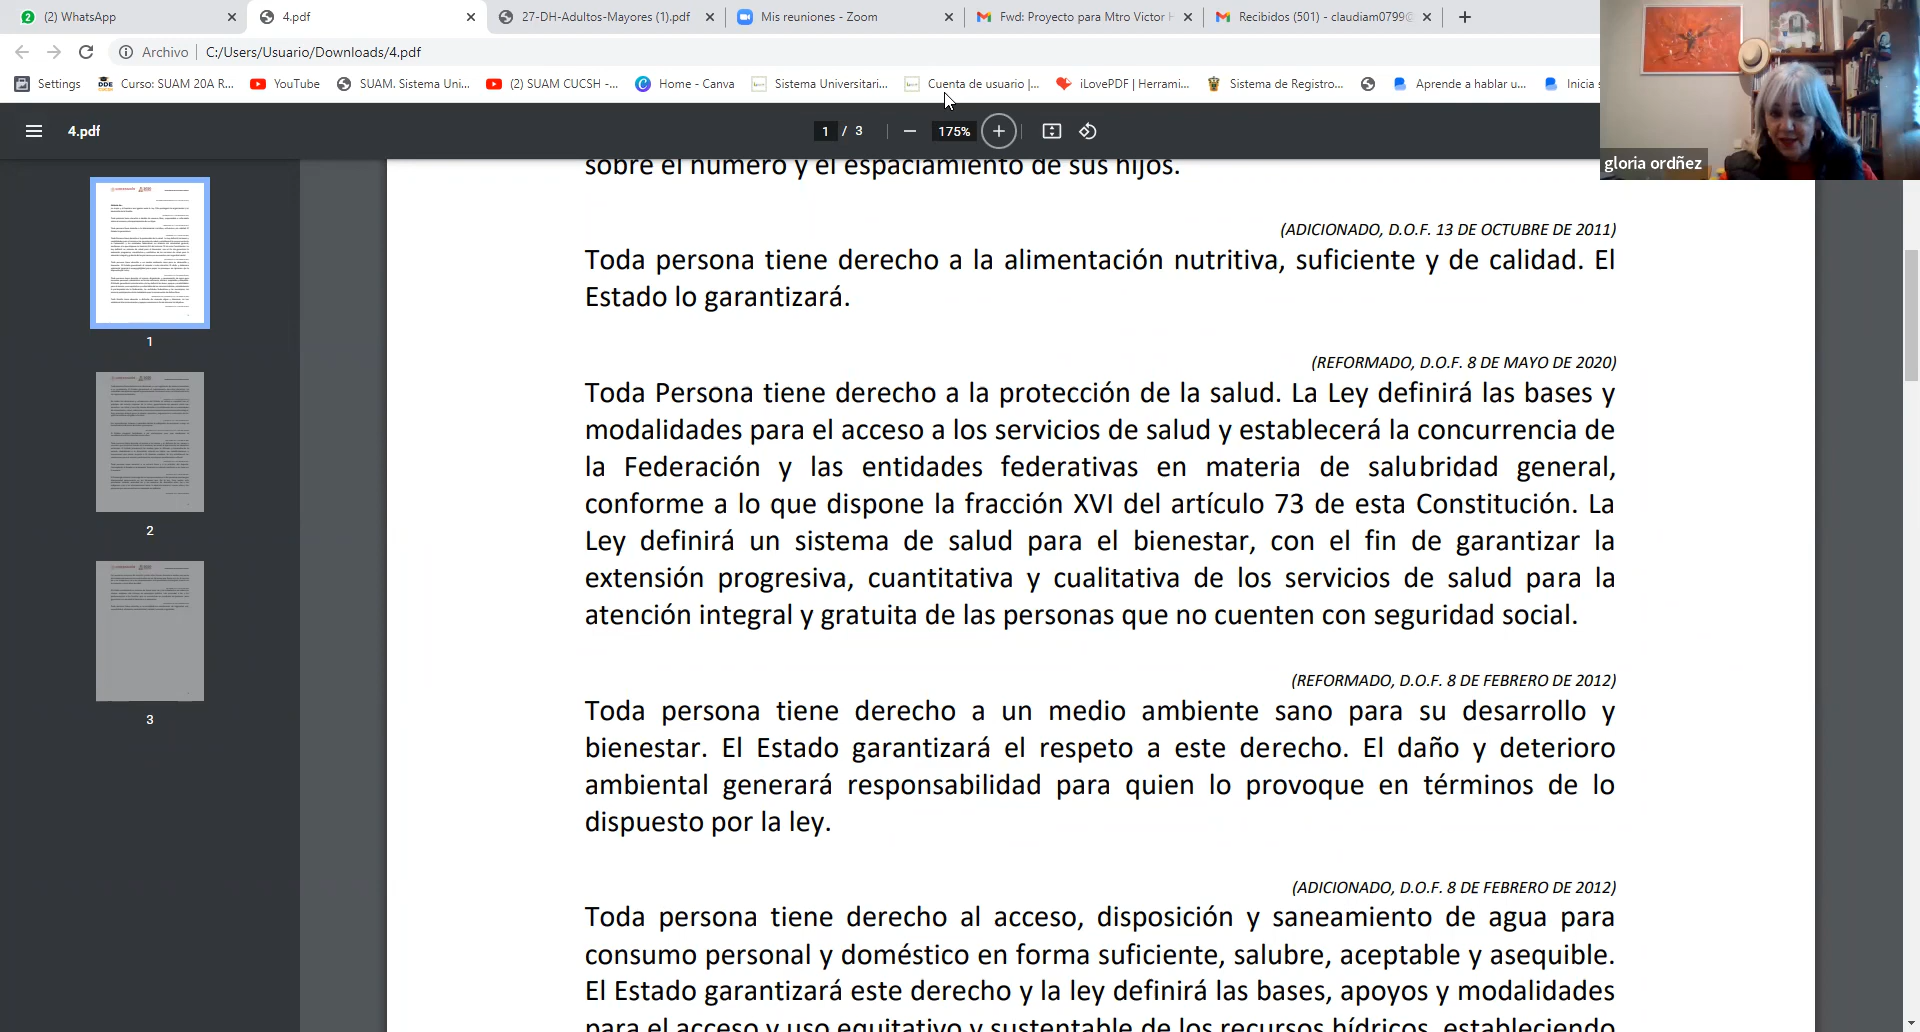 (2) WhatsApp
4.pdf
27-DH-Adultos-Mayores (1).pdf
Mis reuniones - Zoom
Fwd: Proyecto para Mtro Victor H
Recibidos (501) - claudiam0799@
Archivo
C:/Users/Usuario/Downloads/4.pdf
Settings
Curso: SUAM 20A R...
YouTube
SUAM. Sistema Uni...
(2) SUAM CUCSH -...
Home - Canva
Sistema Universitari...
Cuenta de usuario |...
iLovePDF | Herrami...
Sistema de Registro...
Aprende a hablar u...
Inicia s
gloria ordñez
4.pdf
1 / 3
175%
1
2
3
sobre el número y el espaciamiento de sus hijos.
(ADICIONADO, D.O.F. 13 DE OCTUBRE DE 2011)
Toda persona tiene derecho a la alimentación nutritiva, suficiente y de calidad. El
Estado lo garantizará.
(REFORMADO, D.O.F. 8 DE MAYO DE 2020)
Toda Persona tiene derecho a la protección de la salud. La Ley definirá las bases y
modalidades para el acceso a los servicios de salud y establecerá la concurrencia de
la Federación y las entidades federativas en materia de salubridad general,
conforme a lo que dispone la fracción XVI del artículo 73 de esta Constitución. La
Ley definirá un sistema de salud para el bienestar, con el fin de garantizar la
extensión progresiva, cuantitativa y cualitativa de los servicios de salud para la
atención integral y gratuita de las personas que no cuenten con seguridad social.
(REFORMADO, D.O.F. 8 DE FEBRERO DE 2012)
Toda persona tiene derecho a un medio ambiente sano para su desarrollo y
bienestar. El Estado garantizará el respeto a este derecho. El daño y deterioro
ambiental generará responsabilidad para quien lo provoque en términos de lo
dispuesto por la ley.
(ADICIONADO, D.O.F. 8 DE FEBRERO DE 2012)
Toda persona tiene derecho al acceso, disposición y saneamiento de agua para
consumo personal y doméstico en forma suficiente, salubre, aceptable y asequible.
El Estado garantizará este derecho y la ley definirá las bases, apoyos y modalidades
para el acceso y uso equitativo y sustentable de los recursos hídricos, estableciendo